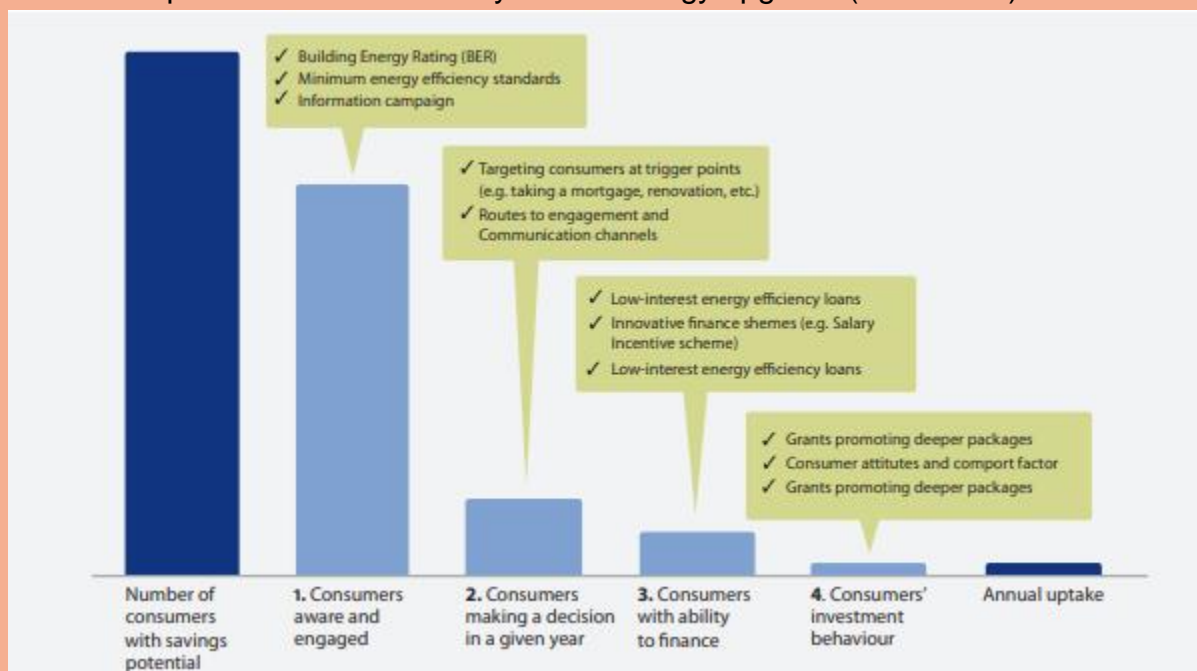 ✓ Building Energy Rating (BER)
✓ Minimum energy efficiency standards
✓ Information campaign
✓ Targeting consumers at trigger points
(e.g. taking a mortgage, renovation, etc.)
✓ Routes to engagement and
Communication channels
✓ Low-interest energy efficiency loans
✓ Innovative finance shemes (e.g. Salary
Incentive scheme)
✓ Low-interest energy efficiency loans
✓ Grants promoting deeper packages
✓ Consumer attitutes and comport factor
✓ Grants promoting deeper packages
Number of
consumers
with savings
potential
1. Consumers
aware and
engaged
2. Consumers
making a decision
in a given year
3. Consumers
with ability
to finance
4. Consumers'
investment
behaviour
Annual uptake